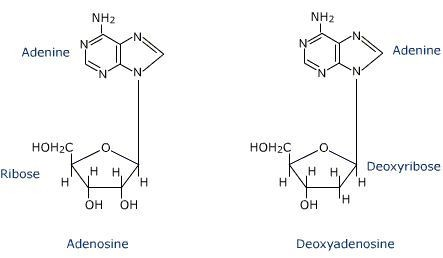 NH₂ NH₂
N N N N
Adenine Adenine
N N N N
HOH₂C O HOH₂C O
Deoxyribose
Ribose H H H H H H H H
H
OH OH OH H
Adenosine Deoxyadenosine